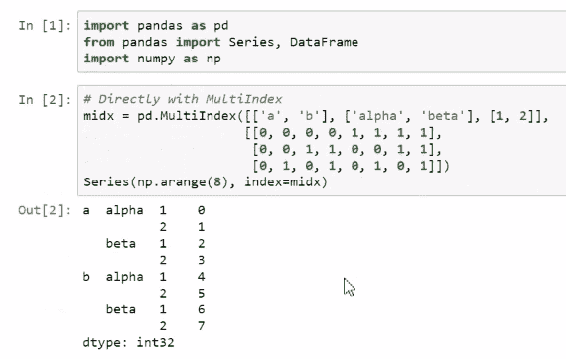 In [1]: import pandas as pd
from pandas import Series, DataFrame
import numpy as np
In [2]: # Directly with MultiIndex
midx = pd.MultiIndex([['a', 'b'], ['alpha', 'beta'], [1, 2]],
[[0, 0, 0, 0, 1, 1, 1, 1],
[0, 0, 1, 1, 0, 0, 1, 1],
[0, 1, 0, 1, 0, 1, 0, 1]])
Series(np.arange(8), index=midx)
Out[2]: a alpha 1 0
2 1
beta 1 2
2 3
b alpha 1 4
2 5
beta 1 6
2 7
dtype: int32